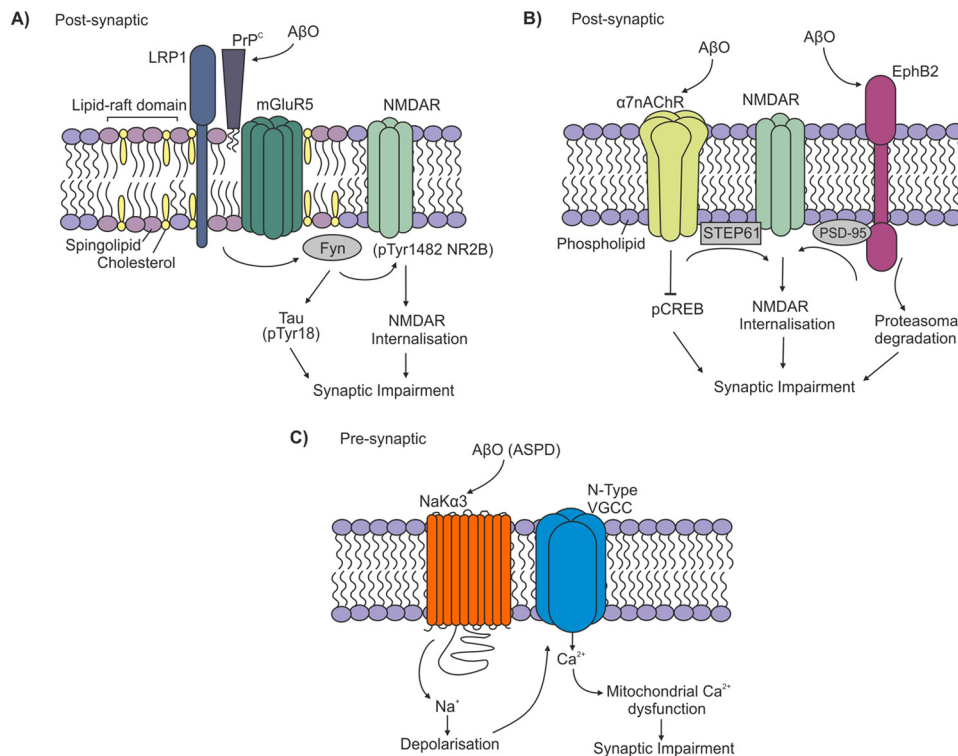 A)
Post-synaptic
PrPᶜ
AβO
LRP1
Lipid-raft domain
mGluR5
NMDAR
Spingolipid
Cholesterol
Fyn
(pTyr1482 NR2B)
Tau
(pTyr18)
NMDAR
Internalisation
Synaptic Impairment
B)
Post-synaptic
AβO
AβO
EphB2
α7nAChR
NMDAR
Phospholipid
STEP61
PSD-95
pCREB
NMDAR
Internalisation
Proteasoma
degradation
Synaptic Impairment
C)
Pre-synaptic
AβO (ASPD)
NaKα3
N-Type
VGCC
Ca²⁺
Na⁺
Mitochondrial Ca²⁺
dysfunction
Depolarisation
Synaptic Impairment